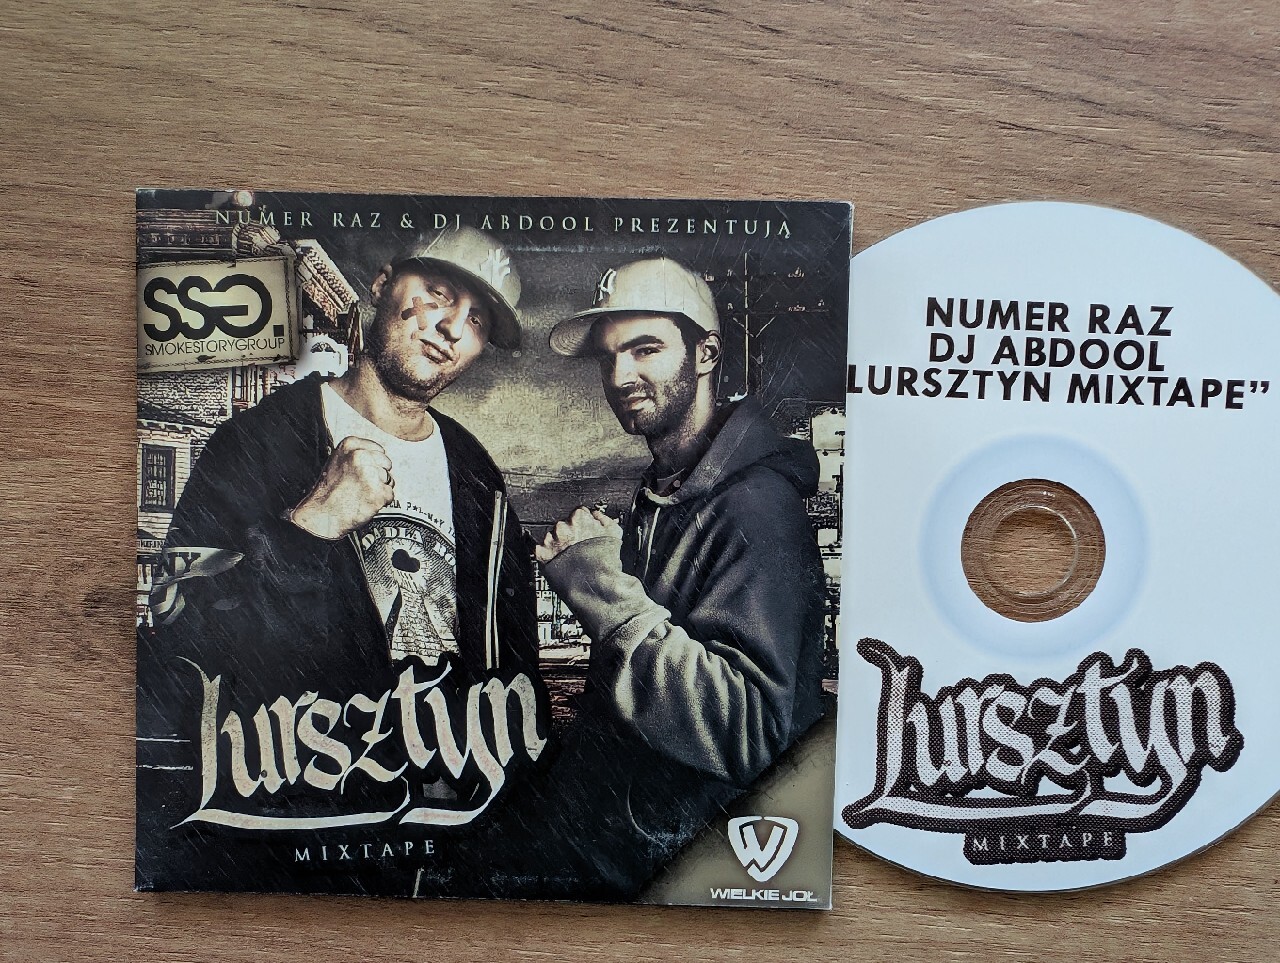 NUMER RAZ & DJ ABDOOL PREZENTUJĄ
SSG.
SMOKESTORYGROUP
NY
Lursztyn
MIXTAPE
W
WIELKIE JOŁ
NUMER RAZ
DJ ABDOOL
LURSZTYN MIXTAPE”
Lursztyn
MIXTAPE